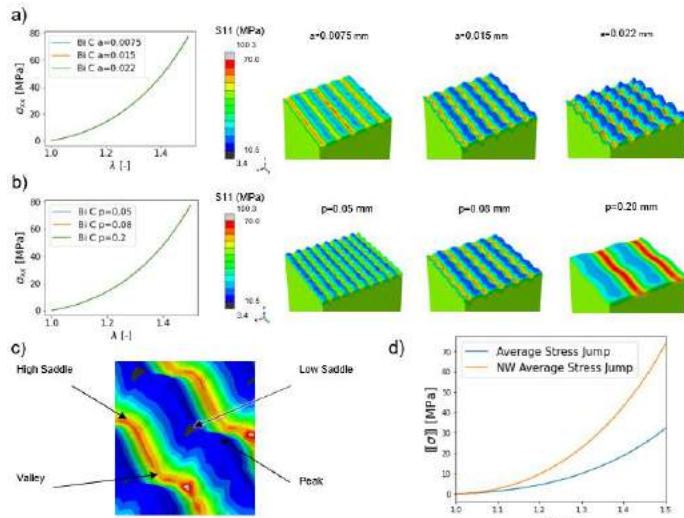 a)
80
60
40
20
0
σxx [MPa]
Bi C a=0.0075
Bi C a=0.015
Bi C a=0.022
1.0 1.2 1.4
λ [-]
S11 (MPa)
100.3
70.0
10.5
3.4
a=0.0075 mm
a=0.015 mm
a=0.022 mm
b)
80
60
40
20
0
σxx [MPa]
Bi C p=0.05
Bi C p=0.08
Bi C p=0.2
1.0 1.2 1.4
λ [-]
S11 (MPa)
100.3
70.0
10.5
3.4
p=0.05 mm
p=0.08 mm
p=0.20 mm
c)
High Saddle
Low Saddle
Valley
Peak
d)
70
60
50
40
30
20
10
0
[[σ]] [MPa]
Average Stress Jump
NW Average Stress Jump
1.0 1.1 1.2 1.3 1.4 1.5